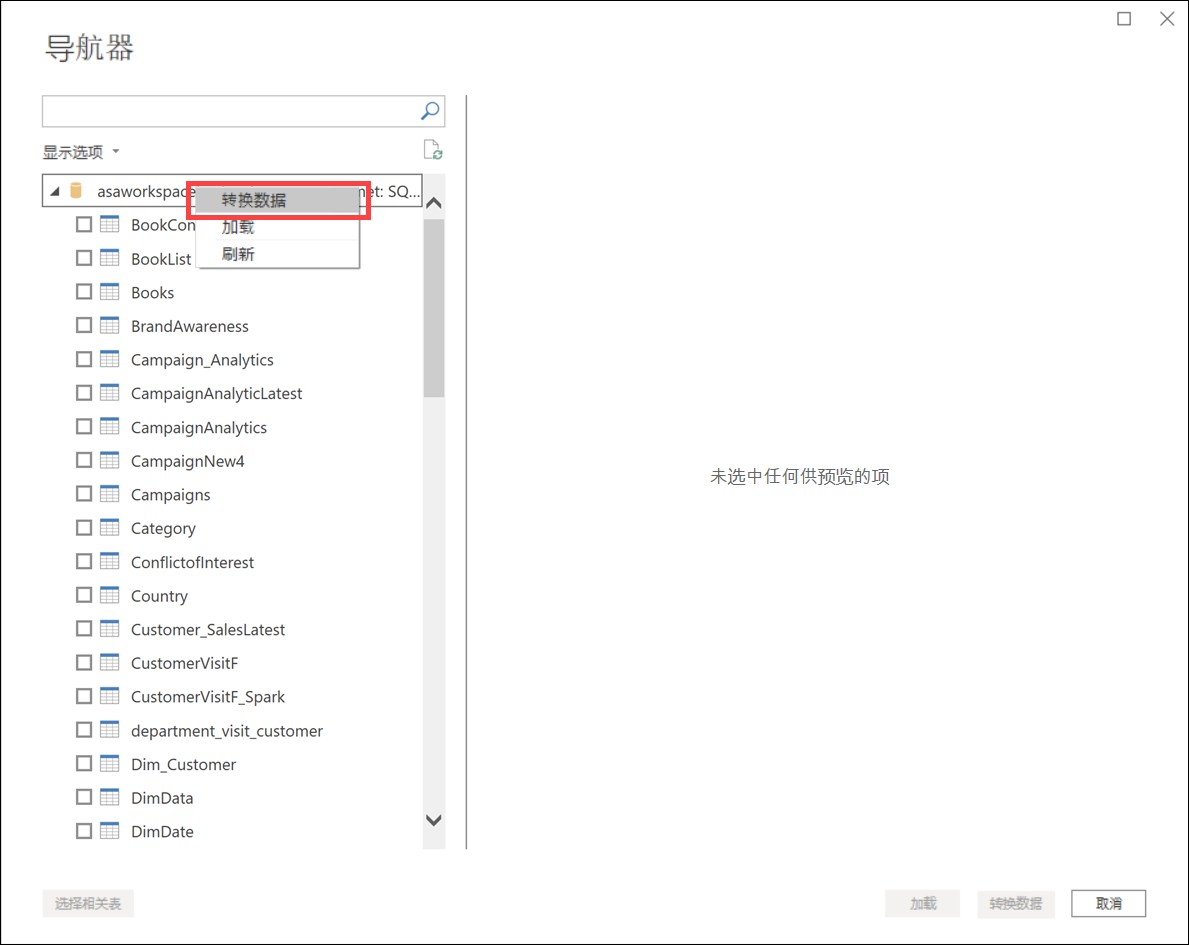 导航器
显示选项
asaworkspace
et: SQ...
转换数据
加载
刷新
BookCon
BookList
Books
BrandAwareness
Campaign_Analytics
CampaignAnalyticLatest
CampaignAnalytics
CampaignNew4
Campaigns
Category
ConflictofInterest
Country
Customer_SalesLatest
CustomerVisitF
CustomerVisitF_Spark
department_visit_customer
Dim_Customer
DimData
DimDate
未选中任何供预览的项
选择相关表
加载
转换数据
取消